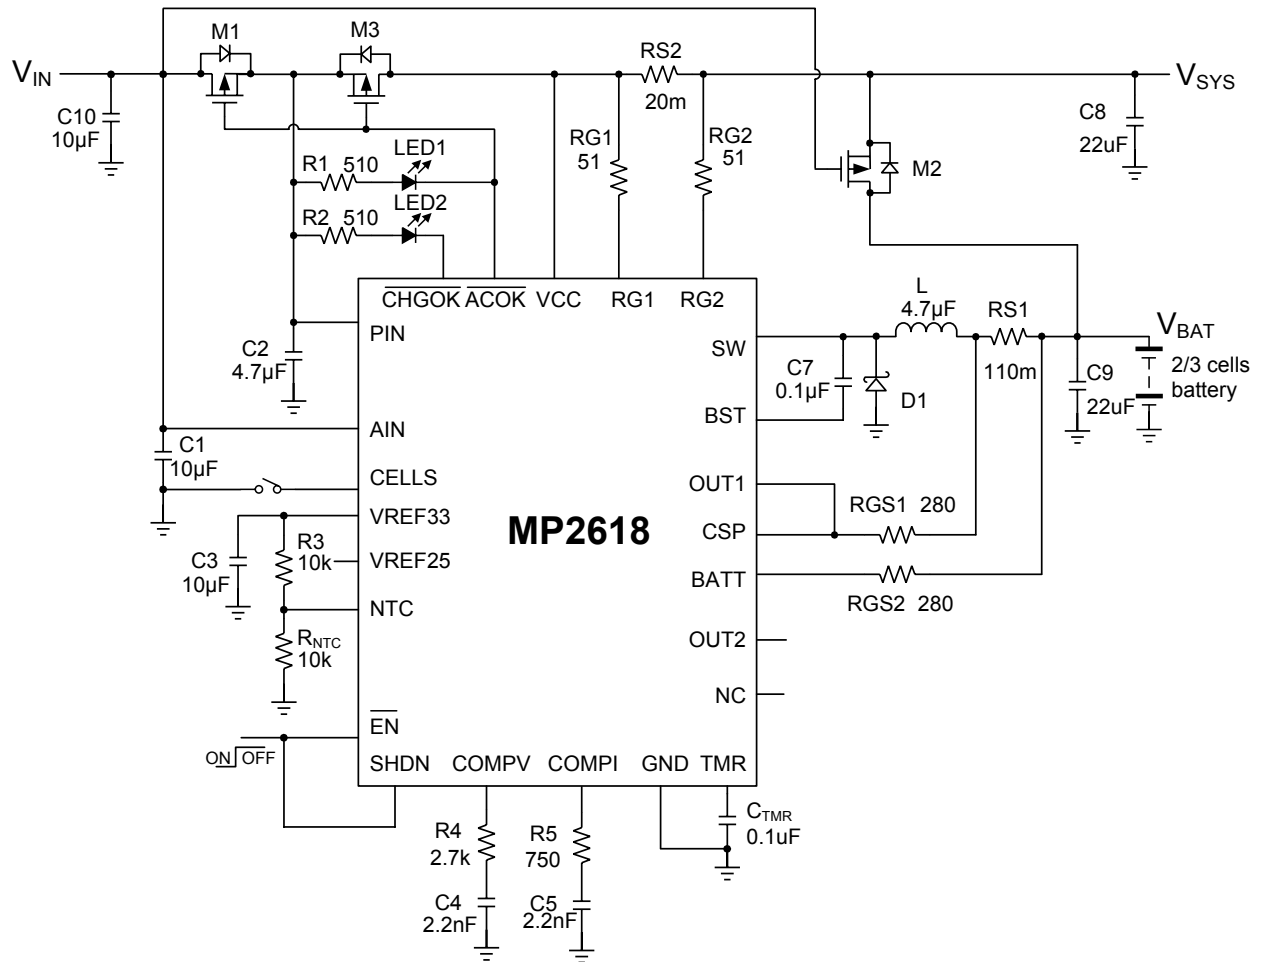 M1
M3
RS2
20m
V_IN
V_SYS
C10
10µF
C8
22uF
RG1
51
RG2
51
M2
R1 510
LED1
R2 510
LED2
CHGOK
ACOK
VCC
RG1
RG2
PIN
SW
L
4.7µF
RS1
110m
V_BAT
2/3 cells
battery
C2
4.7µF
C7
0.1µF
D1
C9
22uF
BST
AIN
C1
10µF
CELLS
OUT1
RGS1 280
CSP
VREF33
MP2618
R3
10k
VREF25
C3
10µF
BATT
RGS2 280
NTC
R_NTC
10k
OUT2
NC
EN
ON OFF
SHDN
COMPV
COMPI
GND
TMR
C_TMR
0.1uF
R4
2.7k
R5
750
C4
2.2nF
C5
2.2nF